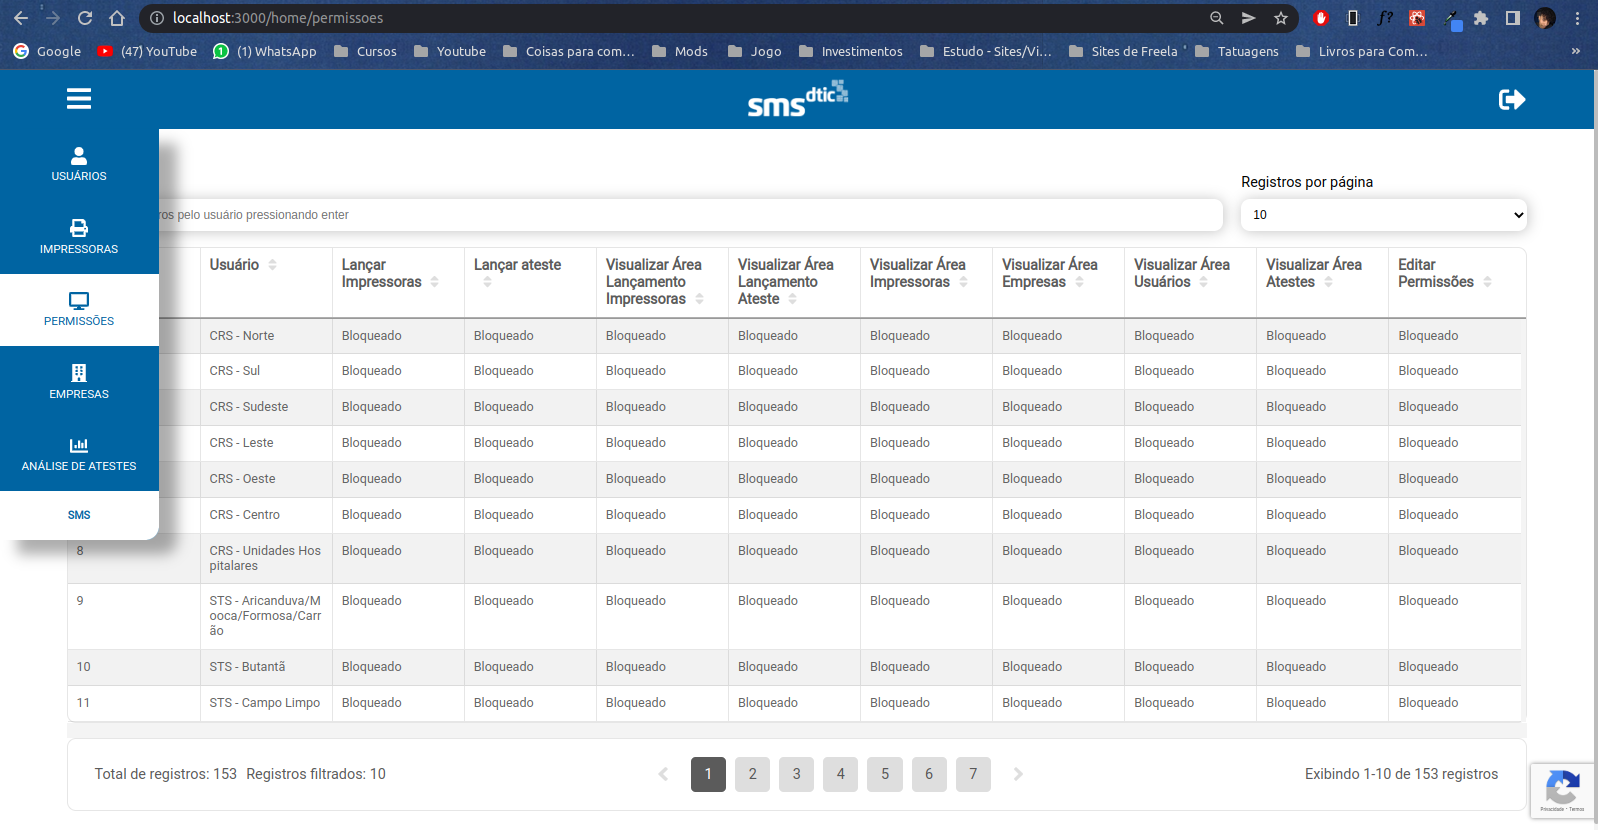 localhost:3000/home/permissoes
Google (47) YouTube (1) WhatsApp Cursos Youtube Coisas para com... Mods Jogo Investimentos Estudo - Sites/Vi... Sites de Freela ' Tatuagens Livros para Com... »
sms dtic
USUÁRIOS
IMPRESSORAS
PERMISSÕES
EMPRESAS
ANÁLISE DE ATESTES
SMS
Registros por página
ros pelo usuário pressionando enter 10
Usuário Lançar Impressoras Lançar ateste Visualizar Área Lançamento Impressoras Visualizar Área Lançamento Ateste Visualizar Área Impressoras Visualizar Área Empresas Visualizar Área Usuários Visualizar Área Atestes Editar Permissões
CRS - Norte Bloqueado Bloqueado Bloqueado Bloqueado Bloqueado Bloqueado Bloqueado Bloqueado Bloqueado
CRS - Sul Bloqueado Bloqueado Bloqueado Bloqueado Bloqueado Bloqueado Bloqueado Bloqueado Bloqueado
CRS - Sudeste Bloqueado Bloqueado Bloqueado Bloqueado Bloqueado Bloqueado Bloqueado Bloqueado Bloqueado
CRS - Leste Bloqueado Bloqueado Bloqueado Bloqueado Bloqueado Bloqueado Bloqueado Bloqueado Bloqueado
CRS - Oeste Bloqueado Bloqueado Bloqueado Bloqueado Bloqueado Bloqueado Bloqueado Bloqueado Bloqueado
CRS - Centro Bloqueado Bloqueado Bloqueado Bloqueado Bloqueado Bloqueado Bloqueado Bloqueado Bloqueado
8 CRS - Unidades Hos Bloqueado Bloqueado Bloqueado Bloqueado Bloqueado Bloqueado Bloqueado Bloqueado Bloqueado
pitalares
9 STS - Aricanduva/M Bloqueado Bloqueado Bloqueado Bloqueado Bloqueado Bloqueado Bloqueado Bloqueado Bloqueado
ooca/Formosa/Carr
ão
10 STS - Butantã Bloqueado Bloqueado Bloqueado Bloqueado Bloqueado Bloqueado Bloqueado Bloqueado Bloqueado
11 STS - Campo Limpo Bloqueado Bloqueado Bloqueado Bloqueado Bloqueado Bloqueado Bloqueado Bloqueado Bloqueado
Total de registros: 153 Registros filtrados: 10 1 2 3 4 5 6 7 Exibindo 1-10 de 153 registros
Privacidade - Termos